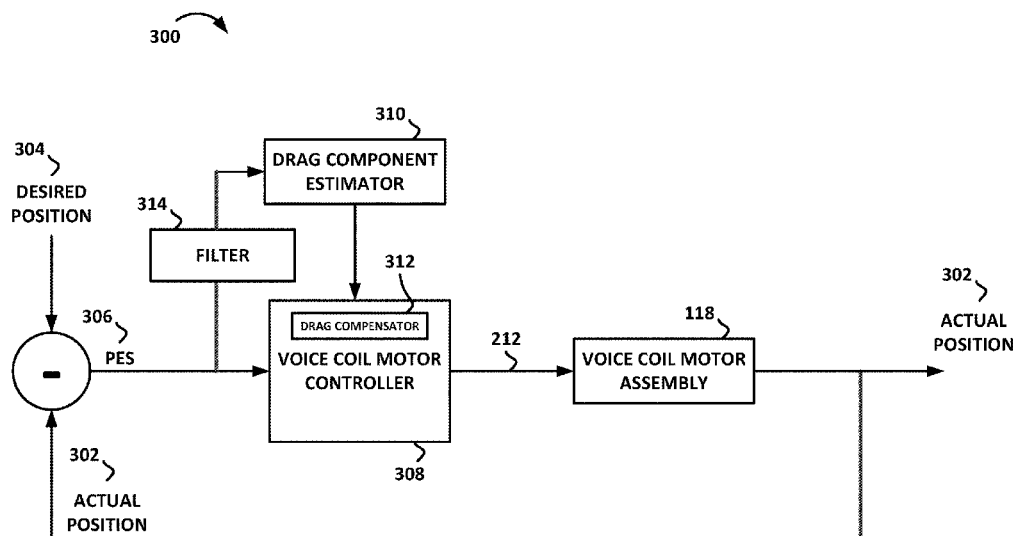 300
310
304
DRAG COMPONENT
ESTIMATOR
DESIRED
POSITION
314
FILTER
312
302
DRAG COMPENSATOR
306
118
ACTUAL
POSITION
PES
VOICE COIL MOTOR
CONTROLLER
212
VOICE COIL MOTOR
ASSEMBLY
-
302
308
ACTUAL
POSITION